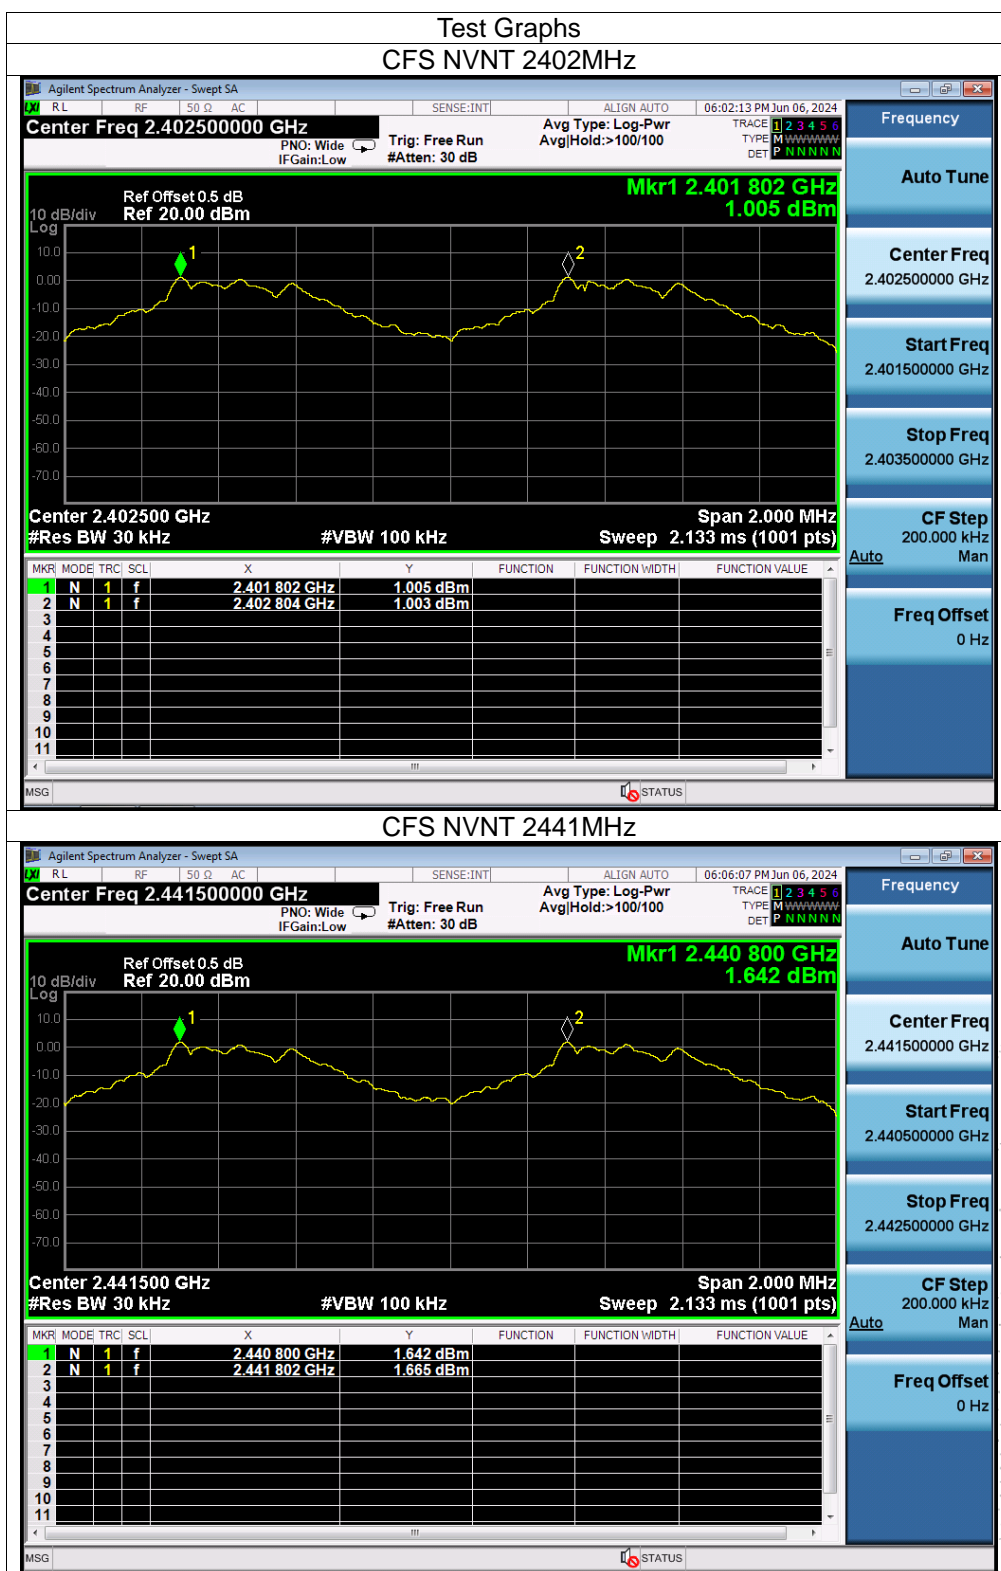 Test Graphs
CFS NVNT 2402MHz
Agilent Spectrum Analyzer - Swept SA
LXI RL RF 50 Ω AC SENSE:INT ALIGN AUTO 06:02:13 PM Jun 06, 2024
Center Freq 2.402500000 GHz Avg Type: Log-Pwr TRACE 1 2 3 4 5 6
PNO: Wide Trig: Free Run Avg|Hold:>100/100 TYPE M WWWWW
IFGain:Low #Atten: 30 dB DET P N N N N N
Frequency
Mkr1 2.401 802 GHz
1.005 dBm
Ref Offset 0.5 dB
10 dB/div Ref 20.00 dBm
Log
10.0
0.00
-10.0
-20.0
-30.0
-40.0
-50.0
-60.0
-70.0
1
2
Center 2.402500 GHz Span 2.000 MHz
#Res BW 30 kHz #VBW 100 kHz Sweep 2.133 ms (1001 pts)
MKR MODE TRC SCL X Y FUNCTION FUNCTION WIDTH FUNCTION VALUE
1 N 1 f 2.401 802 GHz 1.005 dBm
2 N 1 f 2.402 804 GHz 1.003 dBm
3
4
5
6
7
8
9
10
11
MSG STATUS
Auto Tune
Center Freq
2.402500000 GHz
Start Freq
2.401500000 GHz
Stop Freq
2.403500000 GHz
CF Step
200.000 kHz
Auto Man
Freq Offset
0 Hz
CFS NVNT 2441MHz
Agilent Spectrum Analyzer - Swept SA
LXI RL RF 50 Ω AC SENSE:INT ALIGN AUTO 06:06:07 PM Jun 06, 2024
Center Freq 2.441500000 GHz Avg Type: Log-Pwr TRACE 1 2 3 4 5 6
PNO: Wide Trig: Free Run Avg|Hold:>100/100 TYPE M WWWWW
IFGain:Low #Atten: 30 dB DET P N N N N N
Frequency
Mkr1 2.440 800 GHz
1.642 dBm
Ref Offset 0.5 dB
10 dB/div Ref 20.00 dBm
Log
10.0
0.00
-10.0
-20.0
-30.0
-40.0
-50.0
-60.0
-70.0
1
2
Center 2.441500 GHz Span 2.000 MHz
#Res BW 30 kHz #VBW 100 kHz Sweep 2.133 ms (1001 pts)
MKR MODE TRC SCL X Y FUNCTION FUNCTION WIDTH FUNCTION VALUE
1 N 1 f 2.440 800 GHz 1.642 dBm
2 N 1 f 2.441 802 GHz 1.665 dBm
3
4
5
6
7
8
9
10
11
MSG STATUS
Auto Tune
Center Freq
2.441500000 GHz
Start Freq
2.440500000 GHz
Stop Freq
2.442500000 GHz
CF Step
200.000 kHz
Auto Man
Freq Offset
0 Hz